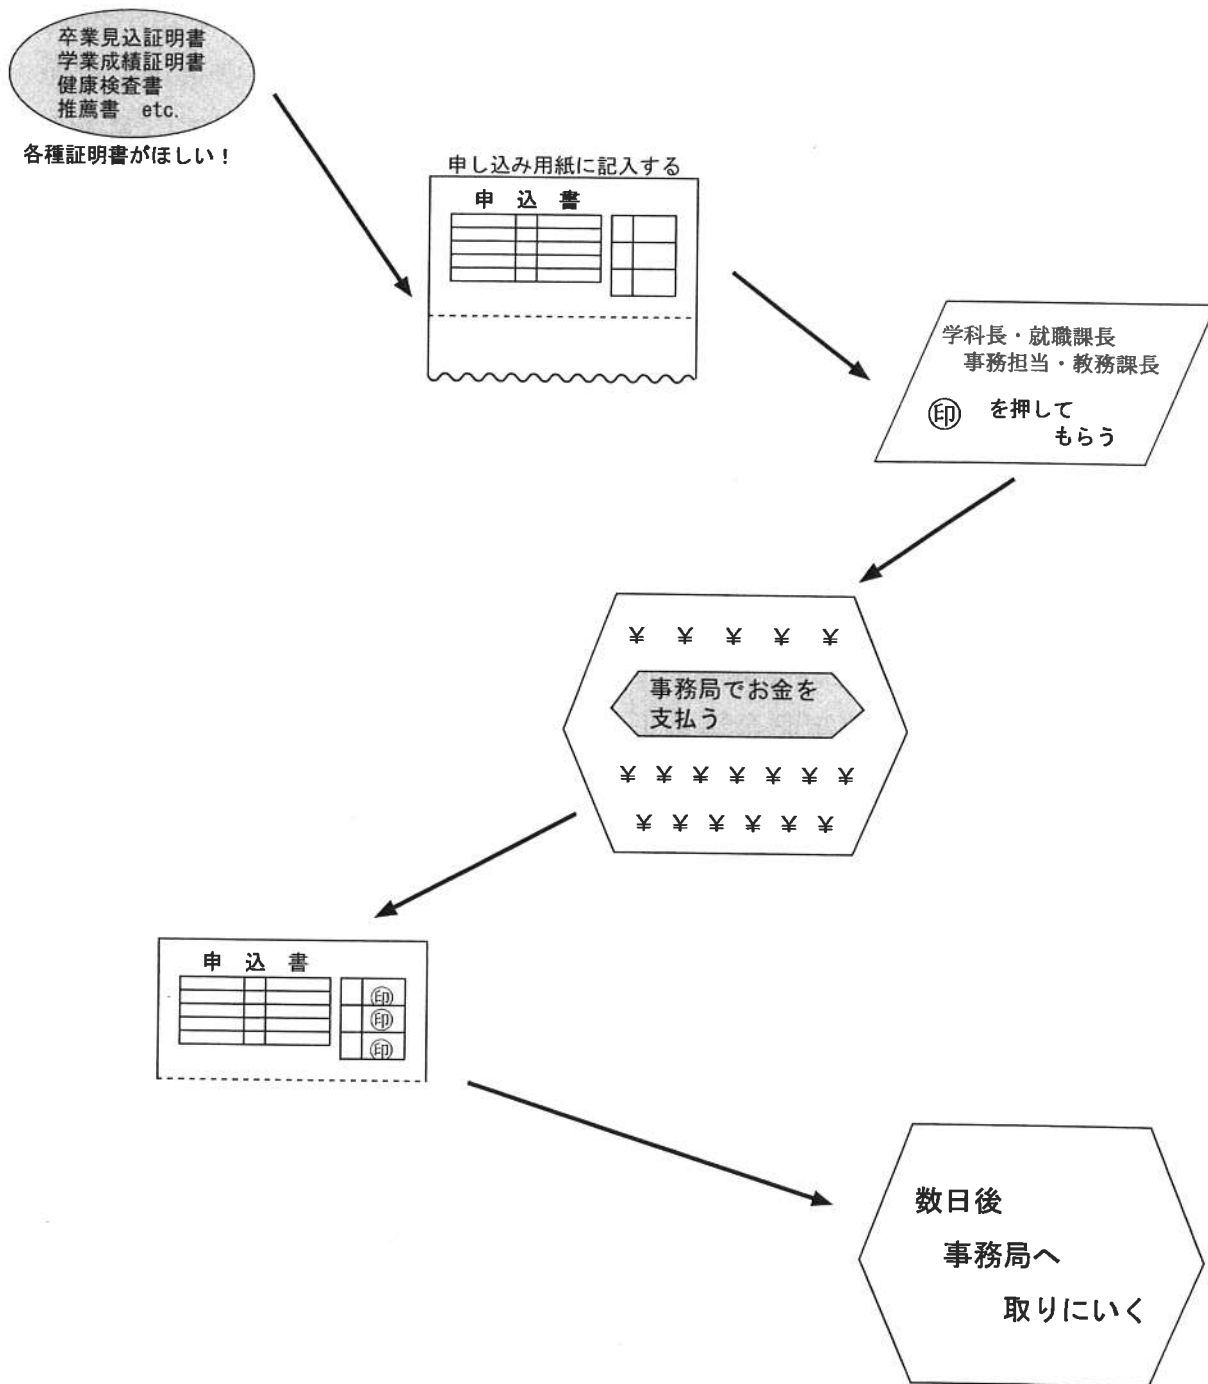 卒業見込証明書
学業成績証明書
健康検査書
推薦書 etc.
各種証明書がほしい！
申し込み用紙に記入する
申 込 書
学科長・就職課長
事務担当・教務課長
㊞ を押して
もらう
¥ ¥ ¥ ¥ ¥
事務局でお金を
支払う
¥ ¥ ¥ ¥ ¥ ¥ ¥
¥ ¥ ¥ ¥ ¥ ¥
申 込 書
㊞
㊞
㊞
数日後
事務局へ
取りにいく